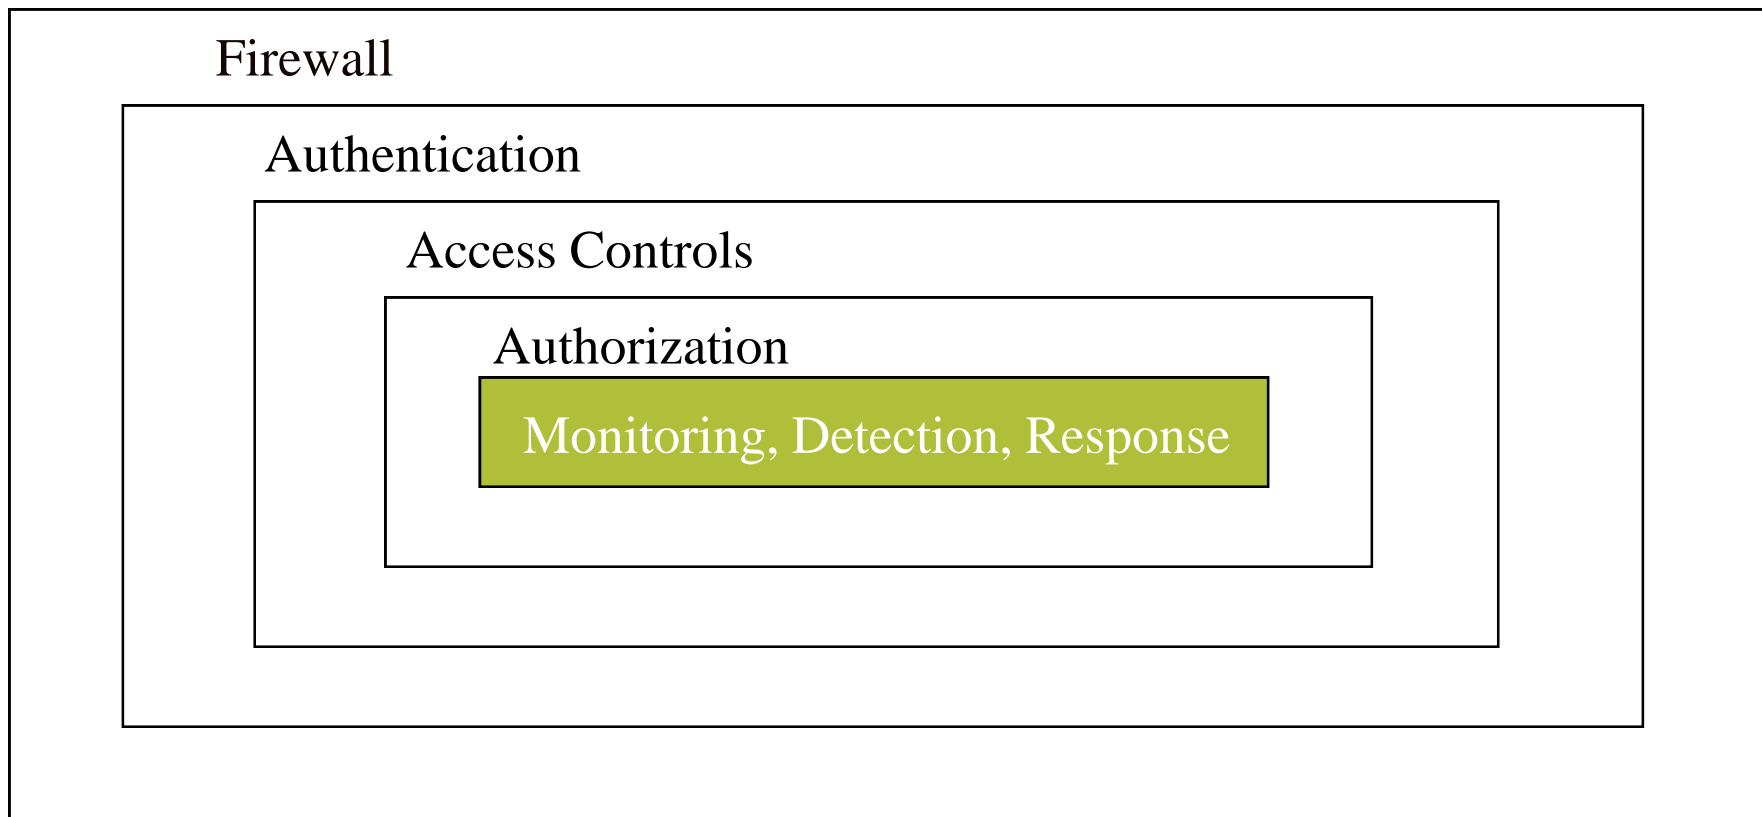 Firewall
Authentication
Access Controls
Authorization
Monitoring, Detection, Response